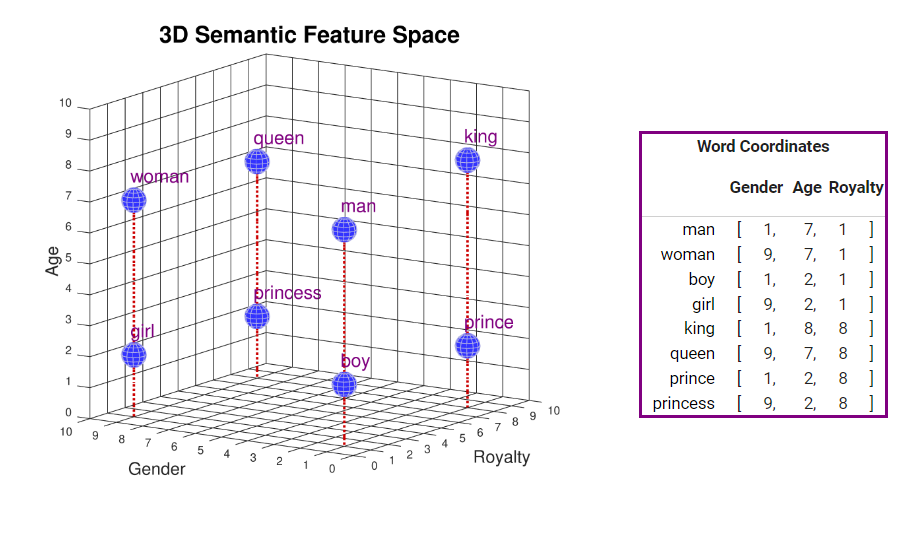 3D Semantic Feature Space
10
9
8
7
6
5
4
3
2
1
0
Age
queen
king
woman
man
princess
prince
girl
boy
10
9
8
7
6
5
4
3
2
1
0
Gender
0
1
2
3
4
5
6
7
8
9
10
Royalty
Word Coordinates
Gender Age Royalty
man [ 1, 7, 1 ]
woman [ 9, 7, 1 ]
boy [ 1, 2, 1 ]
girl [ 9, 2, 1 ]
king [ 1, 8, 8 ]
queen [ 9, 7, 8 ]
prince [ 1, 2, 8 ]
princess [ 9, 2, 8 ]